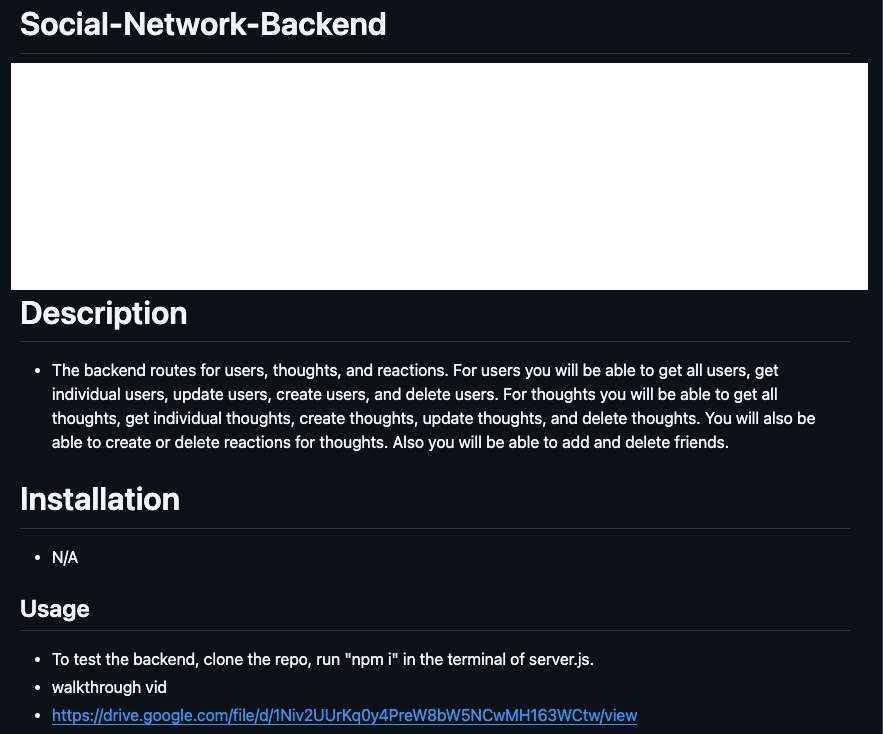 Social-Network-Backend
Description
• The backend routes for users, thoughts, and reactions. For users you will be able to get all users, get
individual users, update users, create users, and delete users. For thoughts you will be able to get all
thoughts, get individual thoughts, create thoughts, update thoughts, and delete thoughts. You will also be
able to create or delete reactions for thoughts. Also you will be able to add and delete friends.
Installation
• N/A
Usage
• To test the backend, clone the repo, run "npm i" in the terminal of server.js.
• walkthrough vid
• https://drive.google.com/file/d/1Niv2UUrKq0y4PreW8bW5NCwMH163WCtw/view